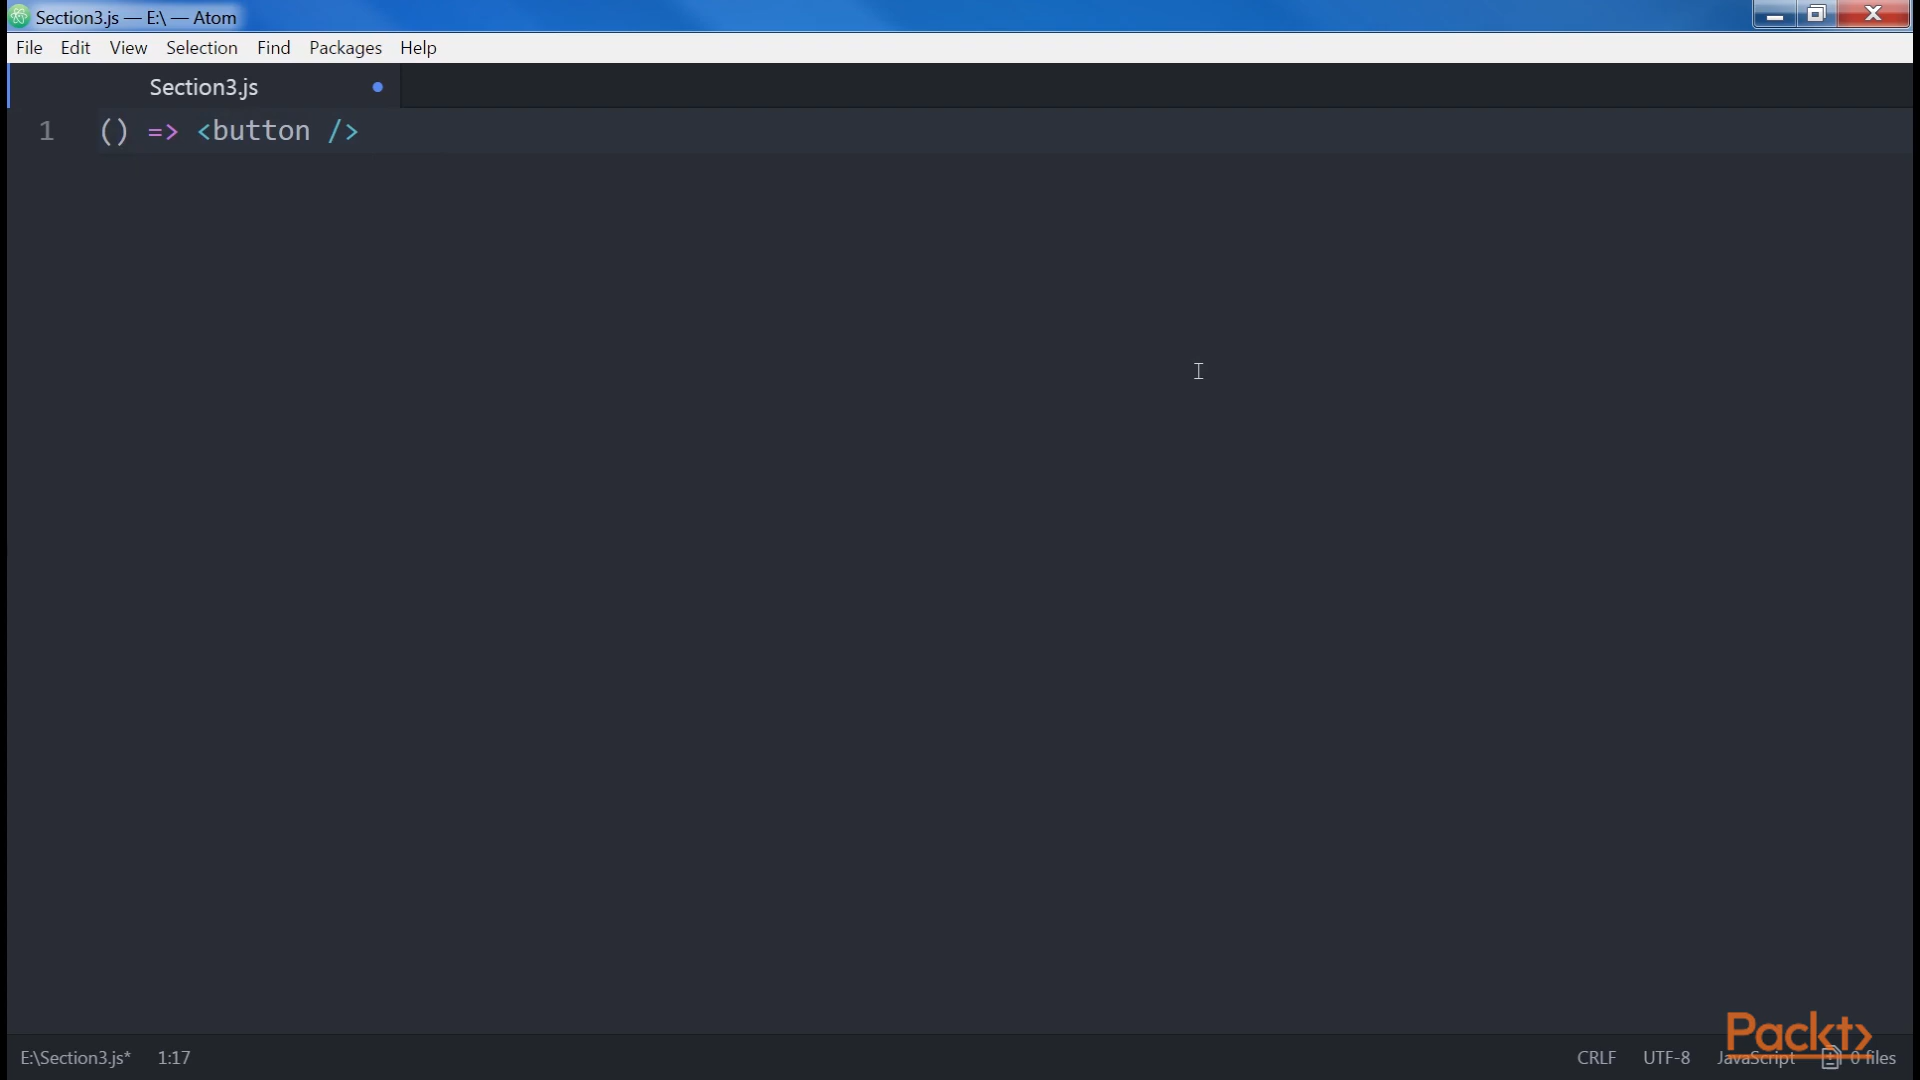 Section3.js — E:\ — Atom
File Edit View Selection Find Packages Help
Section3.js
1 () => <button />
Packt>
E:\Section3.js* 1:17 CRLF UTF-8 JavaScript 0 files